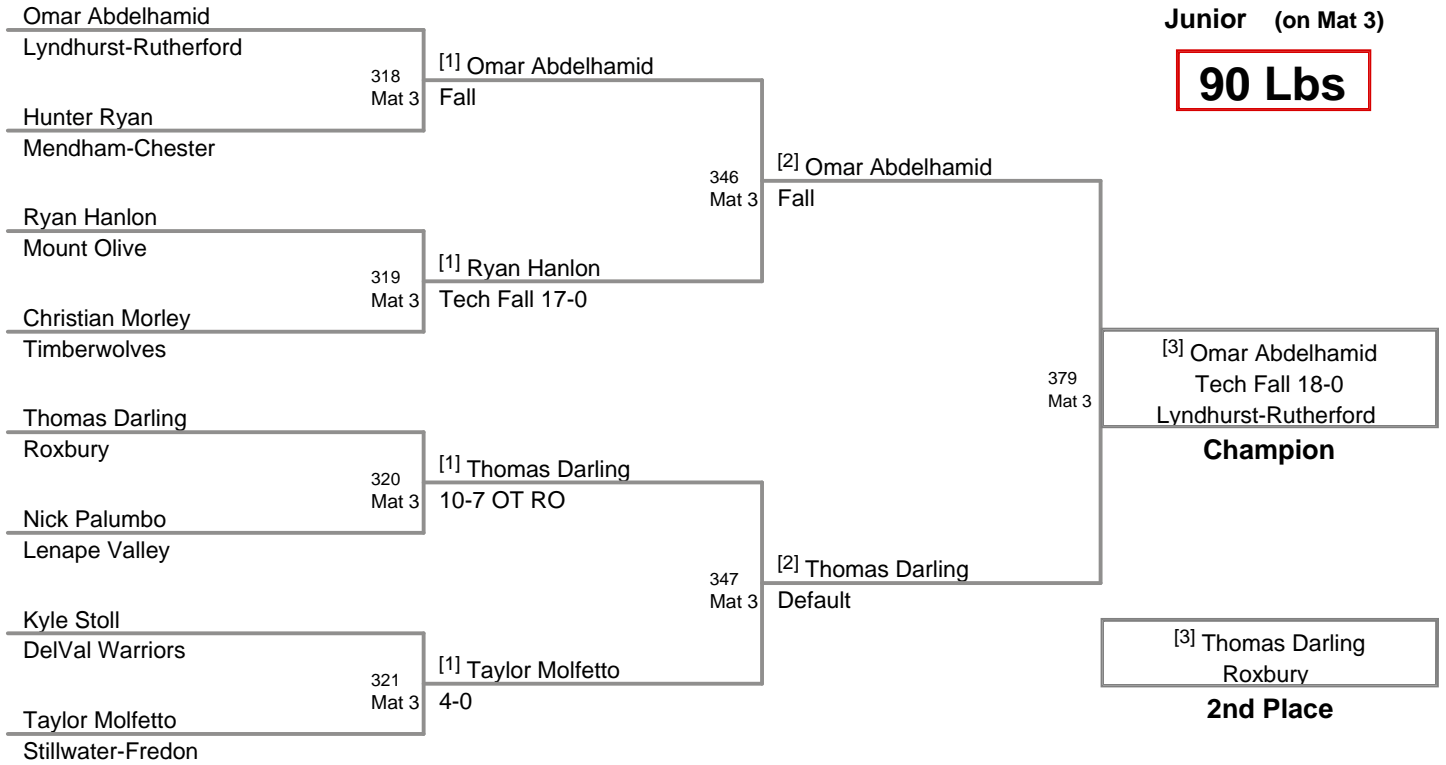 Omar Abdelhamid
Lyndhurst-Rutherford
318
Mat 3
Hunter Ryan
Mendham-Chester
Ryan Hanlon
Mount Olive
319
Mat 3
Christian Morley
Timberwolves
Thomas Darling
Roxbury
320
Mat 3
Nick Palumbo
Lenape Valley
Kyle Stoll
DelVal Warriors
321
Mat 3
Taylor Molfetto
Stillwater-Fredon
[1] Omar Abdelhamid
Fall
346
Mat 3
[1] Ryan Hanlon
Tech Fall 17-0
[1] Thomas Darling
10-7 OT RO
347
Mat 3
[1] Taylor Molfetto
4-0
[2] Omar Abdelhamid
Fall
379
Mat 3
[2] Thomas Darling
Default
Junior (on Mat 3)
90 Lbs
[3] Omar Abdelhamid
Tech Fall 18-0
Lyndhurst-Rutherford
Champion
[3] Thomas Darling
Roxbury
2nd Place